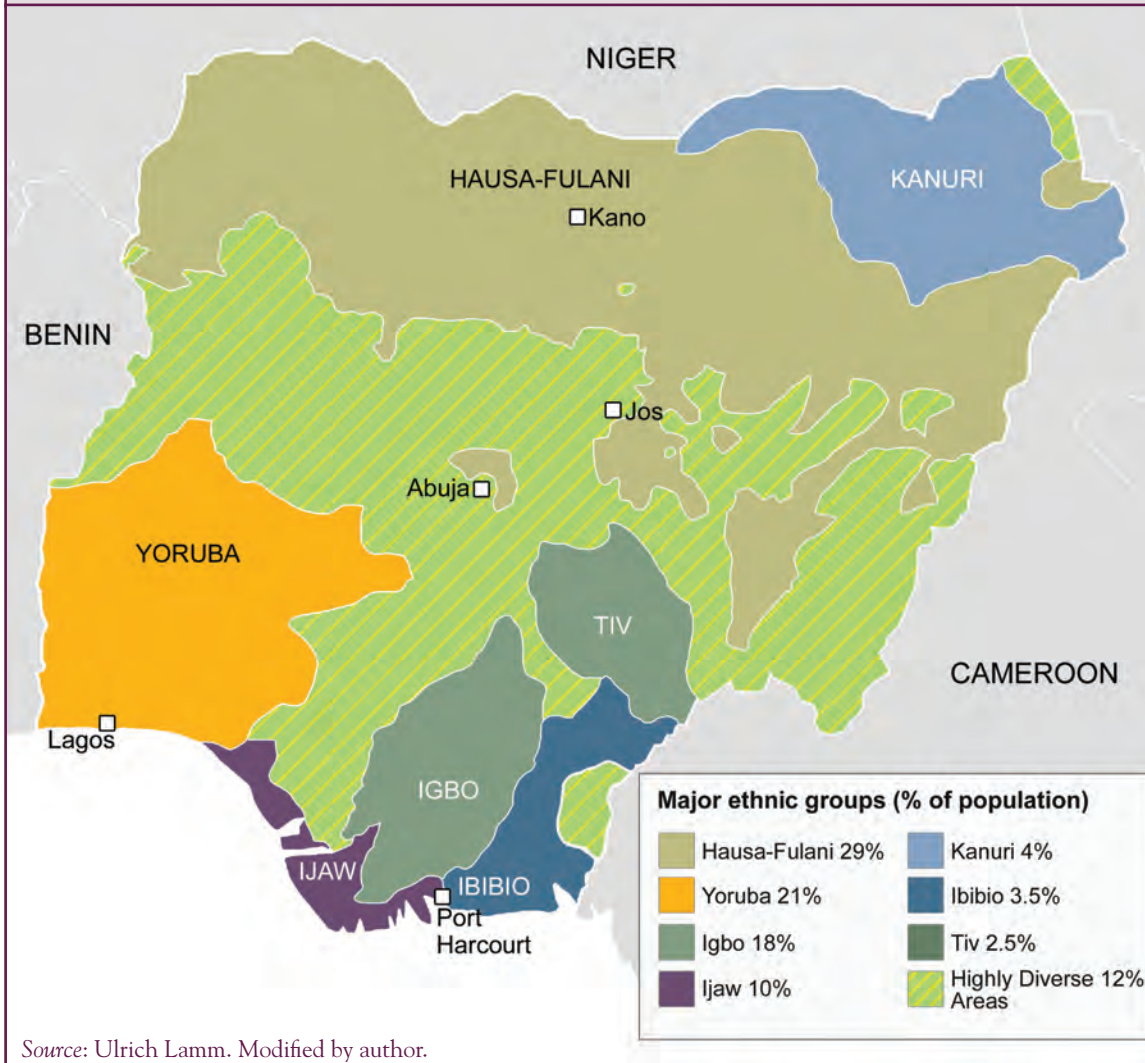 NIGER
HAUSA-FULANI
KANURI
Kano
BENIN
Jos
Abuja
YORUBA
TIV
CAMEROON
Lagos
IGBO
IJAW
IBIBIO
Port
Harcourt
Major ethnic groups (% of population)
Hausa-Fulani 29%
Yoruba 21%
Igbo 18%
Ijaw 10%
Kanuri 4%
Ibibio 3.5%
Tiv 2.5%
Highly Diverse 12%
Areas
Source: Ulrich Lamm. Modified by author.